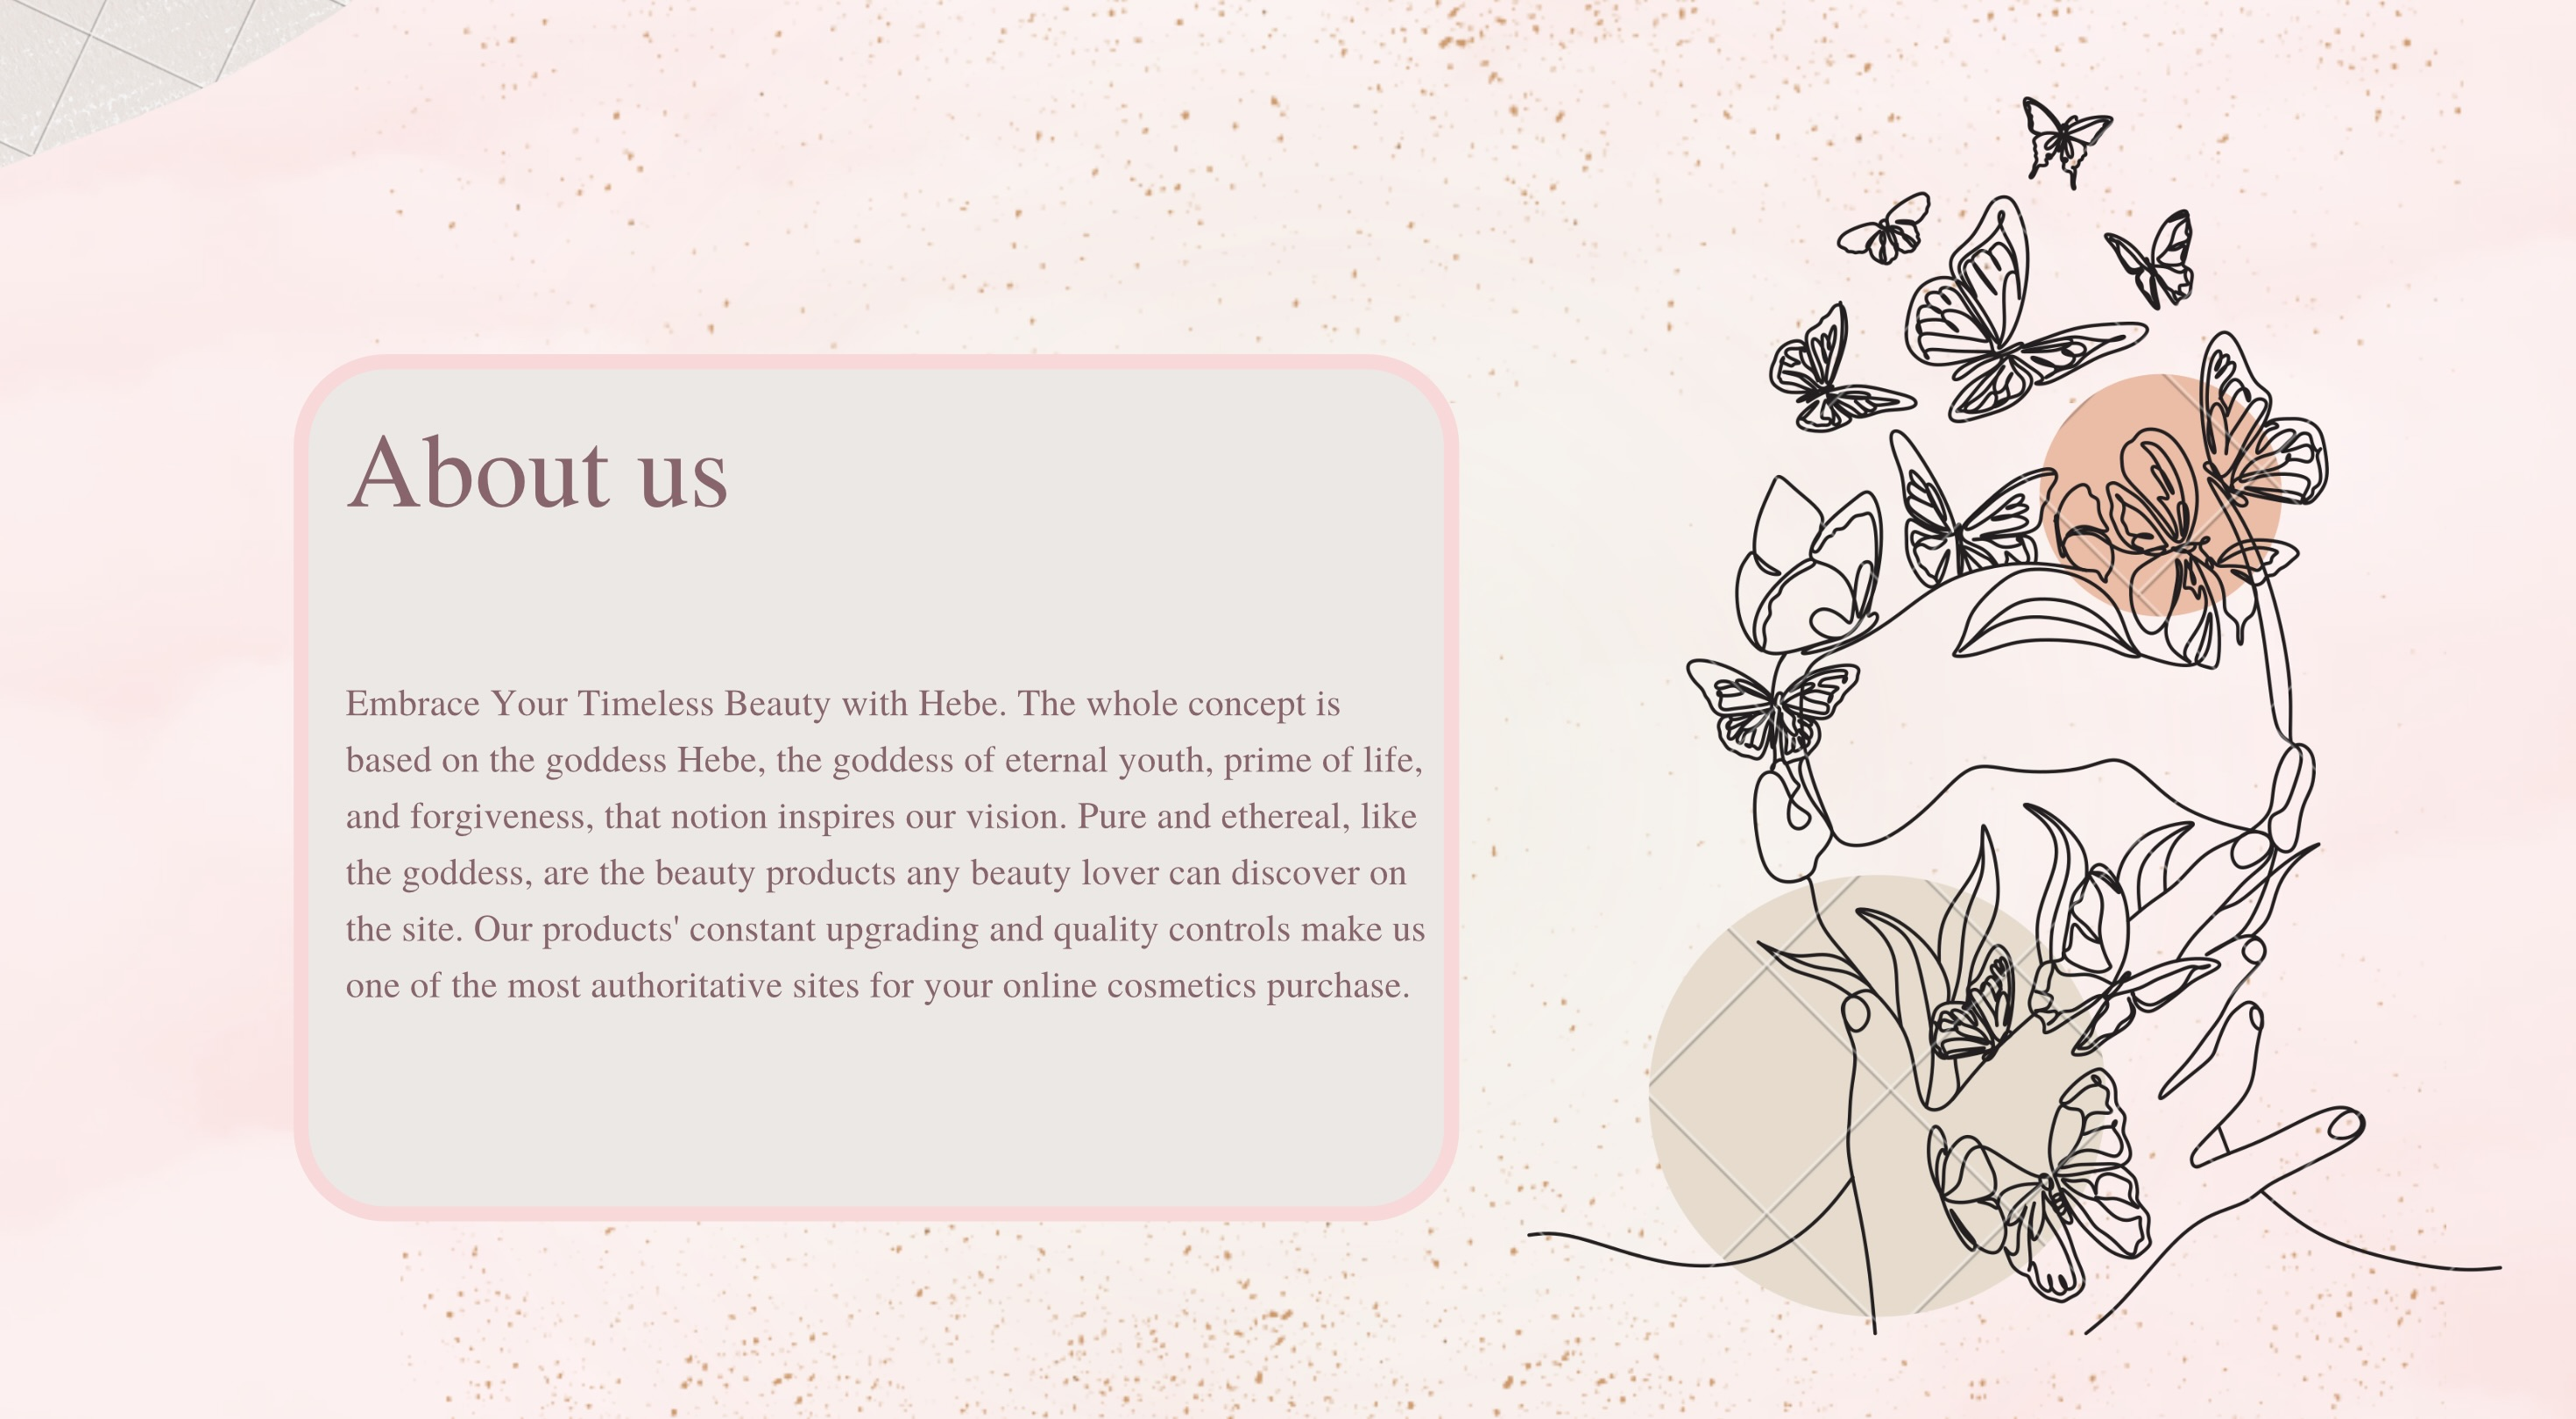 About us
Embrace Your Timeless Beauty with Hebe. The whole concept is
based on the goddess Hebe, the goddess of eternal youth, prime of life,
and forgiveness, that notion inspires our vision. Pure and ethereal, like
the goddess, are the beauty products any beauty lover can discover on
the site. Our products' constant upgrading and quality controls make us
one of the most authoritative sites for your online cosmetics purchase.